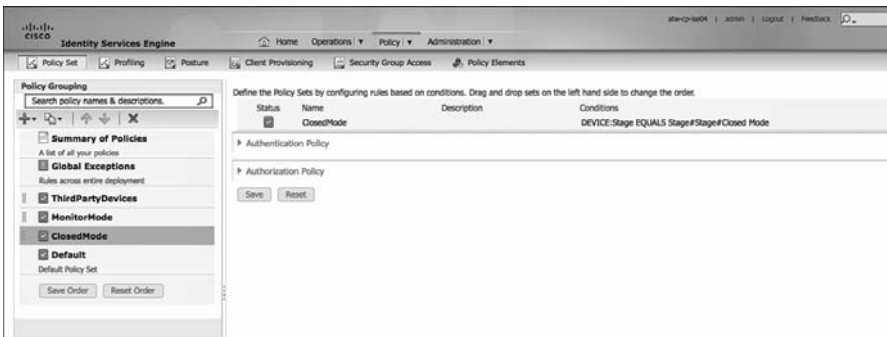 atw-cp-ise04 | admin | Logout | Feedback
CISCO
Identity Services Engine
Home Operations Policy Administration
Policy Set Profiling Posture Client Provisioning Security Group Access Policy Elements
Policy Grouping
Search policy names & descriptions.
Summary of Policies
A list of all your policies
Global Exceptions
Rules across entire deployment
ThirdPartyDevices
MonitorMode
ClosedMode
Default
Default Policy Set
Save Order Reset Order
Define the Policy Sets by configuring rules based on conditions. Drag and drop sets on the left hand side to change the order.
Status Name Description Conditions
ClosedMode DEVICE:Stage EQUALS Stage#Stage#Closed Mode
Authentication Policy
Authorization Policy
Save Reset